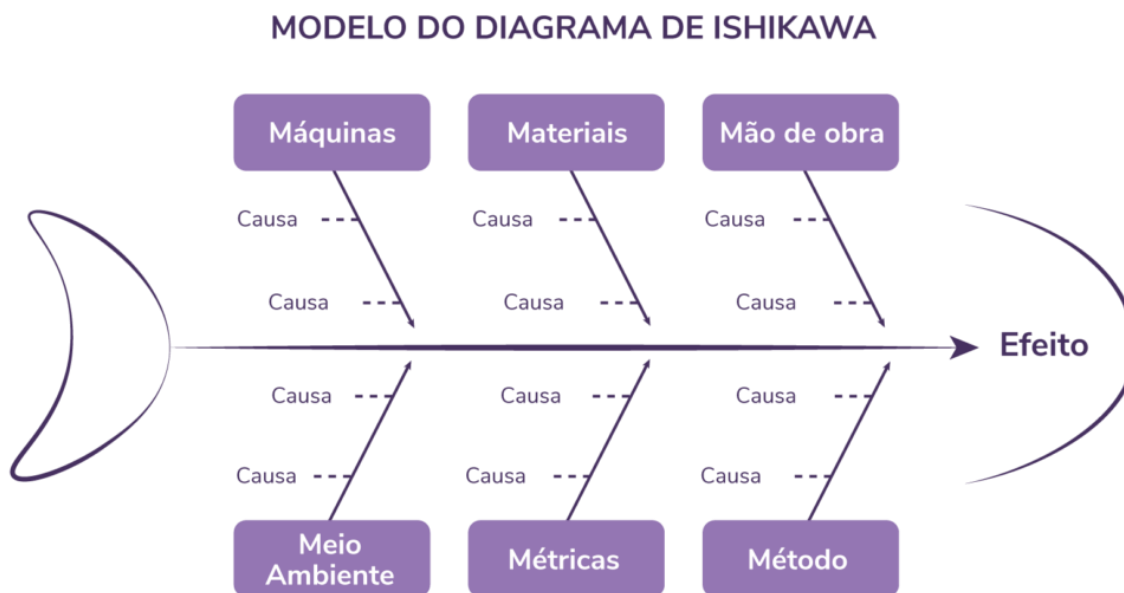 MODELO DO DIAGRAMA DE ISHIKAWA
Máquinas
Materiais
Mão de obra
Causa
Causa
Causa
Causa
Causa
Causa
Efeito
Causa
Causa
Causa
Causa
Causa
Causa
Meio
Ambiente
Métricas
Método